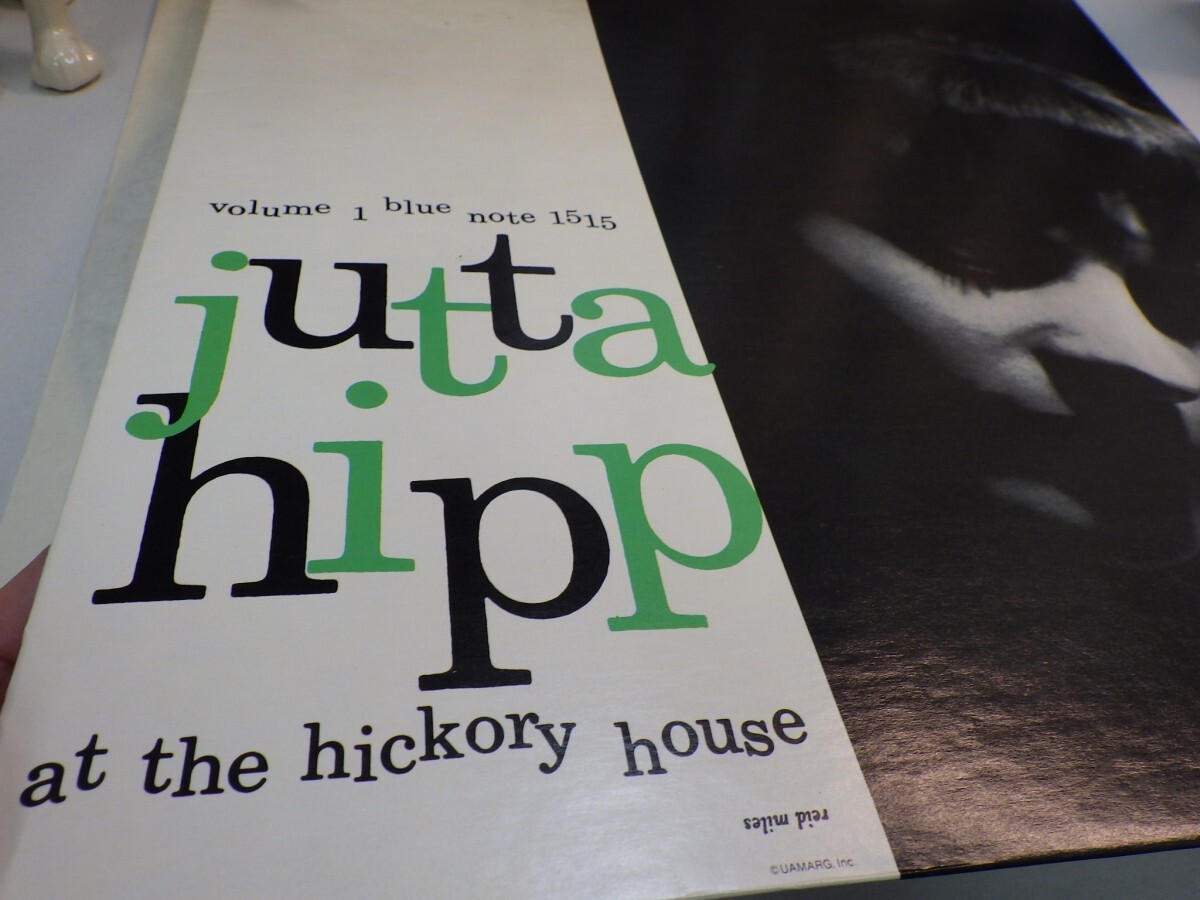 volume 1 blue note 1515
jutta
hipp
at the hickory house
reid miles
©UAMARG, Inc.